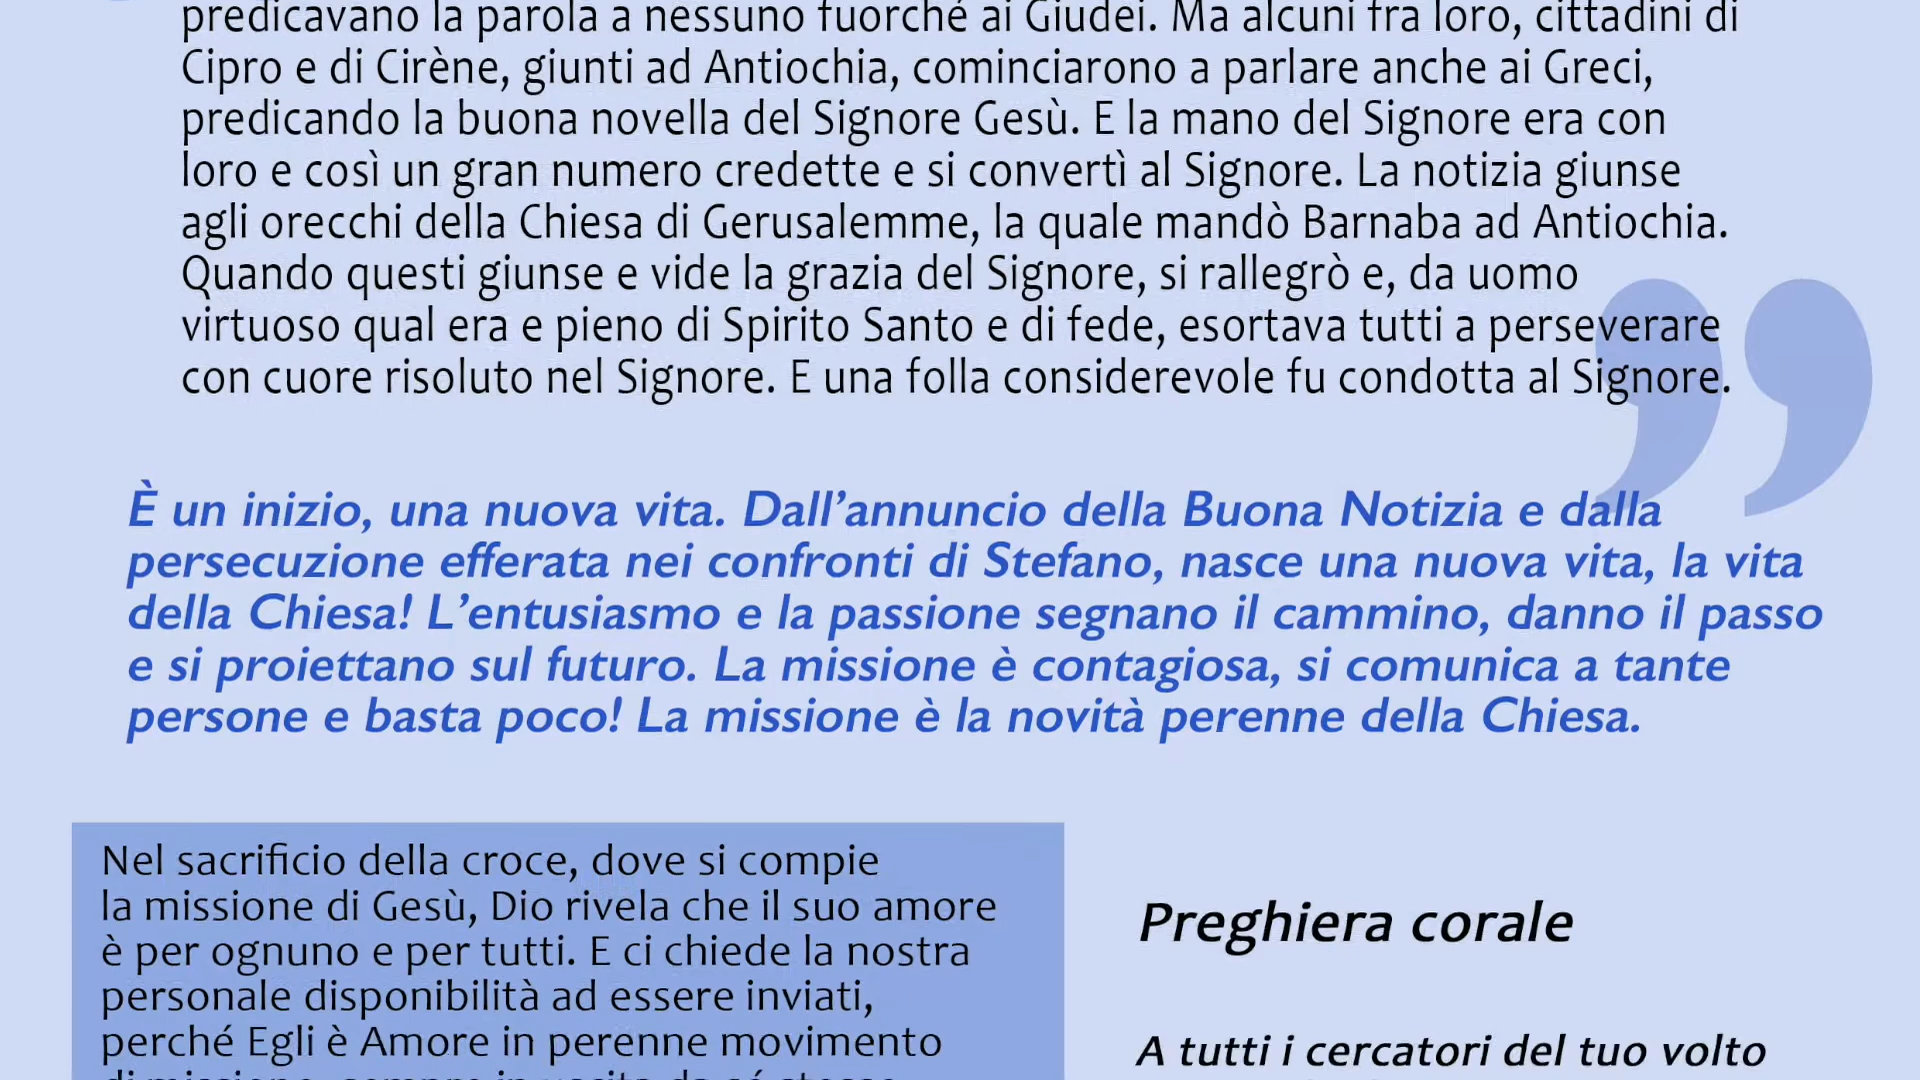 predicavano la parola a nessuno fuorché ai Giudei. Ma alcuni fra loro, cittadini di
Cipro e di Cirène, giunti ad Antiochia, cominciarono a parlare anche ai Greci,
predicando la buona novella del Signore Gesù. E la mano del Signore era con
loro e così un gran numero credette e si convertì al Signore. La notizia giunse
agli orecchi della Chiesa di Gerusalemme, la quale mandò Barnaba ad Antiochia.
Quando questi giunse e vide la grazia del Signore, si rallegrò e, da uomo
virtuoso qual era e pieno di Spirito Santo e di fede, esortava tutti a perseverare
con cuore risoluto nel Signore. E una folla considerevole fu condotta al Signore.
”
È un inizio, una nuova vita. Dall’annuncio della Buona Notizia e dalla
persecuzione efferata nei confronti di Stefano, nasce una nuova vita, la vita
della Chiesa! L’entusiasmo e la passione segnano il cammino, danno il passo
e si proiettano sul futuro. La missione è contagiosa, si comunica a tante
persone e basta poco! La missione è la novità perenne della Chiesa.
Nel sacrificio della croce, dove si compie
la missione di Gesù, Dio rivela che il suo amore
è per ognuno e per tutti. E ci chiede la nostra
personale disponibilità ad essere inviati,
perché Egli è Amore in perenne movimento
di missione, sempre in uscita da sé stesso
Preghiera corale
A tutti i cercatori del tuo volto